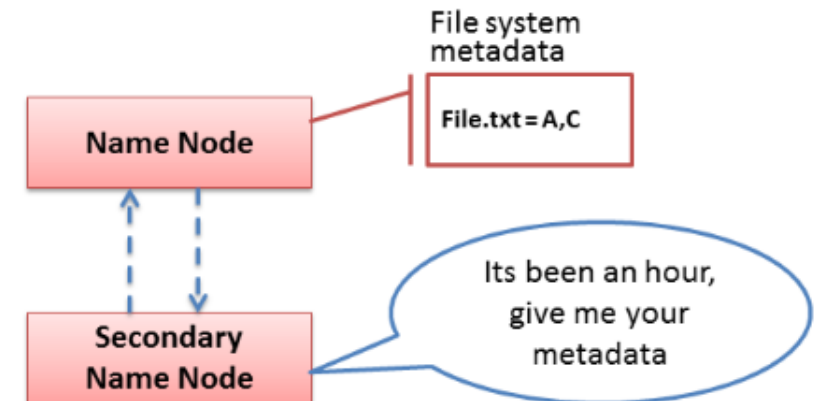 File system
metadata
Name Node
File.txt = A,C
Its been an hour,
give me your
metadata
Secondary
Name Node